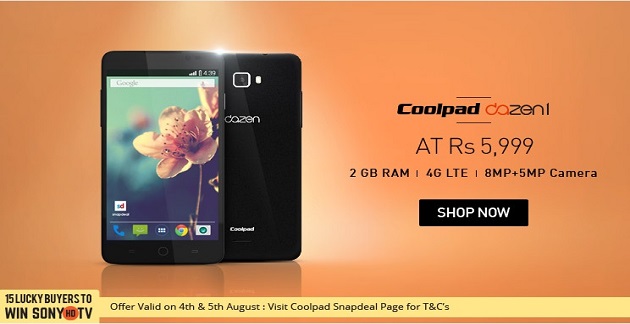 4:39
Google
dazen
snapdeal
Coolpad
Coolpad dazen1
AT Rs 5,999
2 GB RAM | 4G LTE | 8MP+5MP Camera
SHOP NOW
15 LUCKY BUYERS TO
WIN SONY HD TV
Offer Valid on 4th & 5th August : Visit Coolpad Snapdeal Page for T&C's